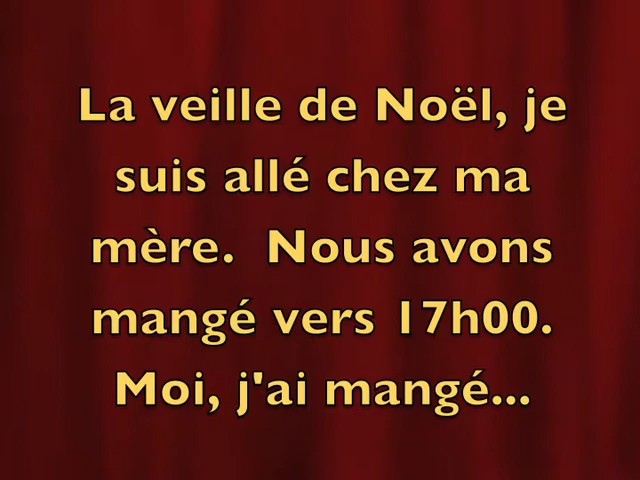 La veille de Noël, je
suis allé chez ma
mère.  Nous avons
mangé vers 17h00.
Moi, j'ai mangé...